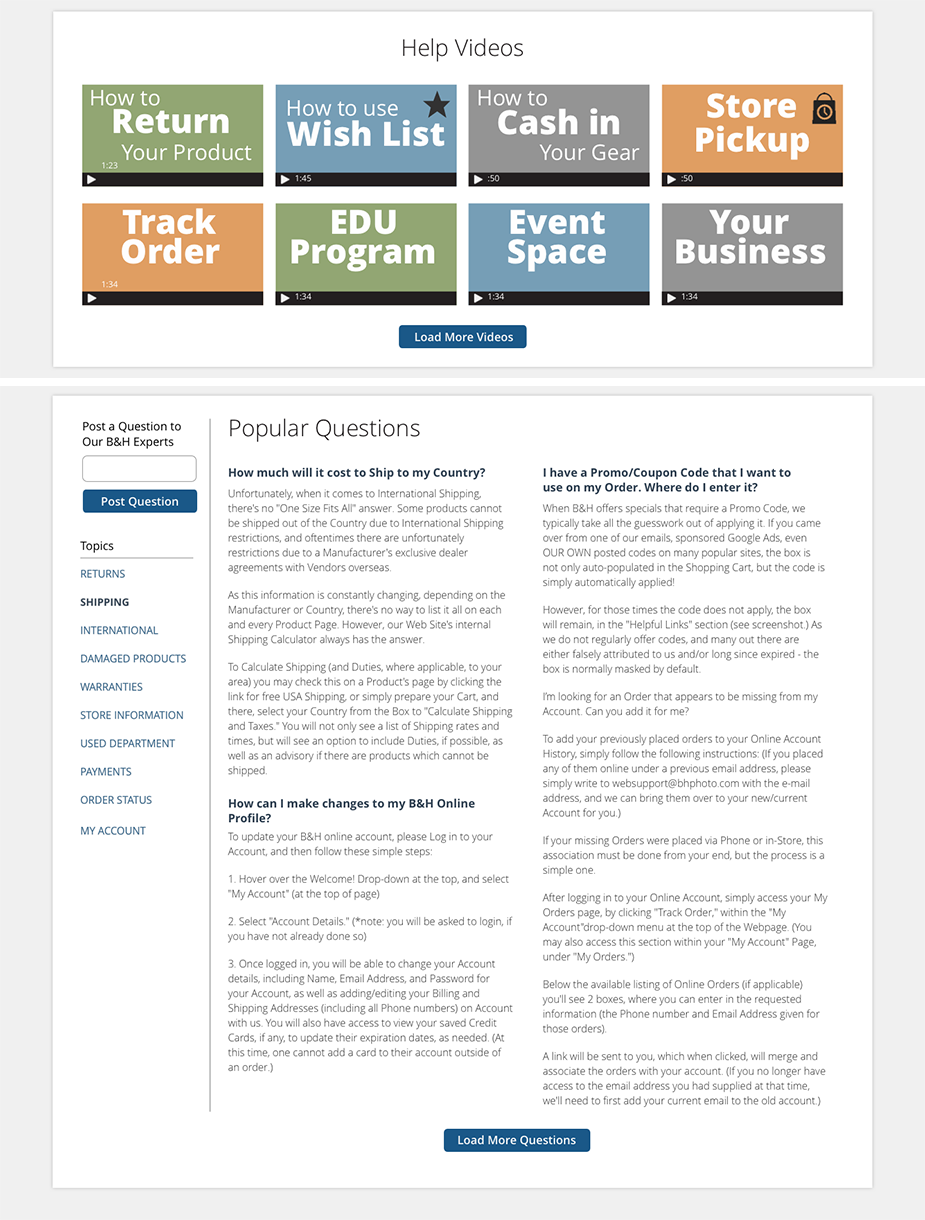 Help Videos
How to
Return
Your Product
1:23
How to use
Wish List
1:45
How to
Cash in
Your Gear
:50
Store
Pickup
:50
Track
Order
1:34
EDU
Program
1:34
Event
Space
1:34
Your
Business
1:34
Load More Videos
Post a Question to
Our B&H Experts
Post Question
Topics
RETURNS
SHIPPING
INTERNATIONAL
DAMAGED PRODUCTS
WARRANTIES
STORE INFORMATION
USED DEPARTMENT
PAYMENTS
ORDER STATUS
MY ACCOUNT
Popular Questions
How much will it cost to Ship to my Country?
Unfortunately, when it comes to International Shipping,
there's no "One Size Fits All" answer. Some products cannot
be shipped out of the Country due to International Shipping
restrictions, and oftentimes there are unfortunately
restrictions due to a Manufacturer's exclusive dealer
agreements with Vendors overseas.
As this information is constantly changing, depending on the
Manufacturer or Country, there's no way to list it all on each
and every Product Page. However, our Web Site's internal
Shipping Calculator always has the answer.
To Calculate Shipping (and Duties, where applicable, to your
area) you may check this on a Product's page by clicking the
link for free USA Shipping, or simply prepare your Cart, and
there, select your Country from the Box to "Calculate Shipping
and Taxes." You will not only see a list of Shipping rates and
times, but will see an option to include Duties, if possible, as
well as an advisory if there are products which cannot be
shipped.
How can I make changes to my B&H Online
Profile?
To update your B&H online account, please Log in to your
Account, and then follow these simple steps:
1. Hover over the Welcome! Drop-down at the top, and select
"My Account" (at the top of page)
2. Select "Account Details." (*note: you will be asked to login, if
you have not already done so)
3. Once logged in, you will be able to change your Account
details, including Name, Email Address, and Password for
your Account, as well as adding/editing your Billing and
Shipping Addresses (including all Phone numbers) on Account
with us. You will also have access to view your saved Credit
Cards, if any, to update their expiration dates, as needed. (At
this time, one cannot add a card to their account outside of
an order.)
I have a Promo/Coupon Code that I want to
use on my Order. Where do I enter it?
When B&H offers specials that require a Promo Code, we
typically take all the guesswork out of applying it. If you came
over from one of our emails, sponsored Google Ads, even
OUR OWN posted codes on many popular sites, the box is
not only auto-populated in the Shopping Cart, but the code is
simply automatically applied!
However, for those times the code does not apply, the box
will remain, in the "Helpful Links" section (see screenshot.) As
we do not regularly offer codes, and many out there are
either falsely attributed to us and/or long since expired - the
box is normally masked by default.
I'm looking for an Order that appears to be missing from my
Account. Can you add it for me?
To add your previously placed orders to your Online Account
History, simply follow the following instructions: (If you placed
any of them online under a previous email address, please
simply write to websupport@bhphoto.com with the e-mail
address, and we can bring them over to your new/current
Account for you.)
If your missing Orders were placed via Phone or in-Store, this
association must be done from your end, but the process is a
simple one.
After logging in to your Online Account, simply access your My
Orders page, by clicking "Track Order," within the "My
Account"drop-down menu at the top of the Webpage. (You
may also access this section within your "My Account" Page,
under "My Orders.")
Below the available listing of Online Orders (if applicable)
you'll see 2 boxes, where you can enter in the requested
information (the Phone number and Email Address given for
those orders).
A link will be sent to you, which when clicked, will merge and
associate the orders with your account. (If you no longer have
access to the email address you had supplied at that time,
we'll need to first add your current email to the old account.)
Load More Questions